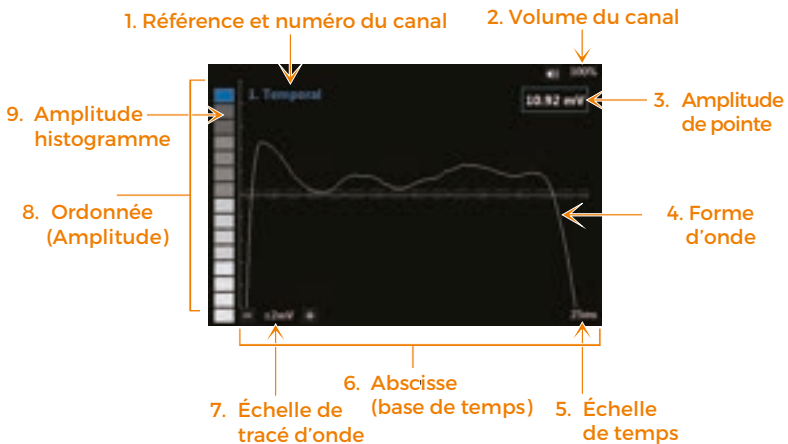 1. Référence et numéro du canal
2. Volume du canal
100%
1. Temporal
10.92 mV
3. Amplitude
de pointe
9. Amplitude
histogramme
8. Ordonnée
(Amplitude)
4. Forme
d'onde
±2mV
25ms
6. Abscisse
(base de temps)
7. Échelle de
tracé d'onde
5. Échelle
de temps